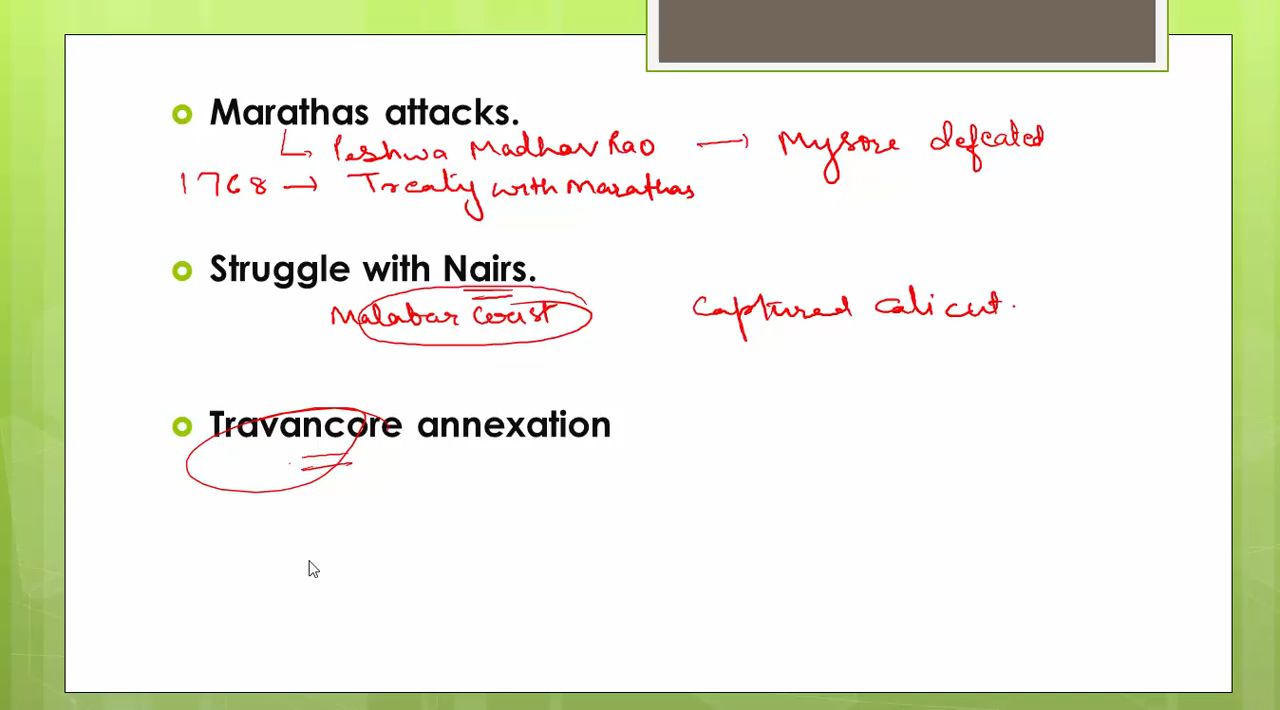 Marathas attacks.
Peshwa Madhav Rao → Mysore defeated
1768 → Treaty with Marathas
Struggle with Nairs.
Malabar Coast captured calicut.
Travancore annexation